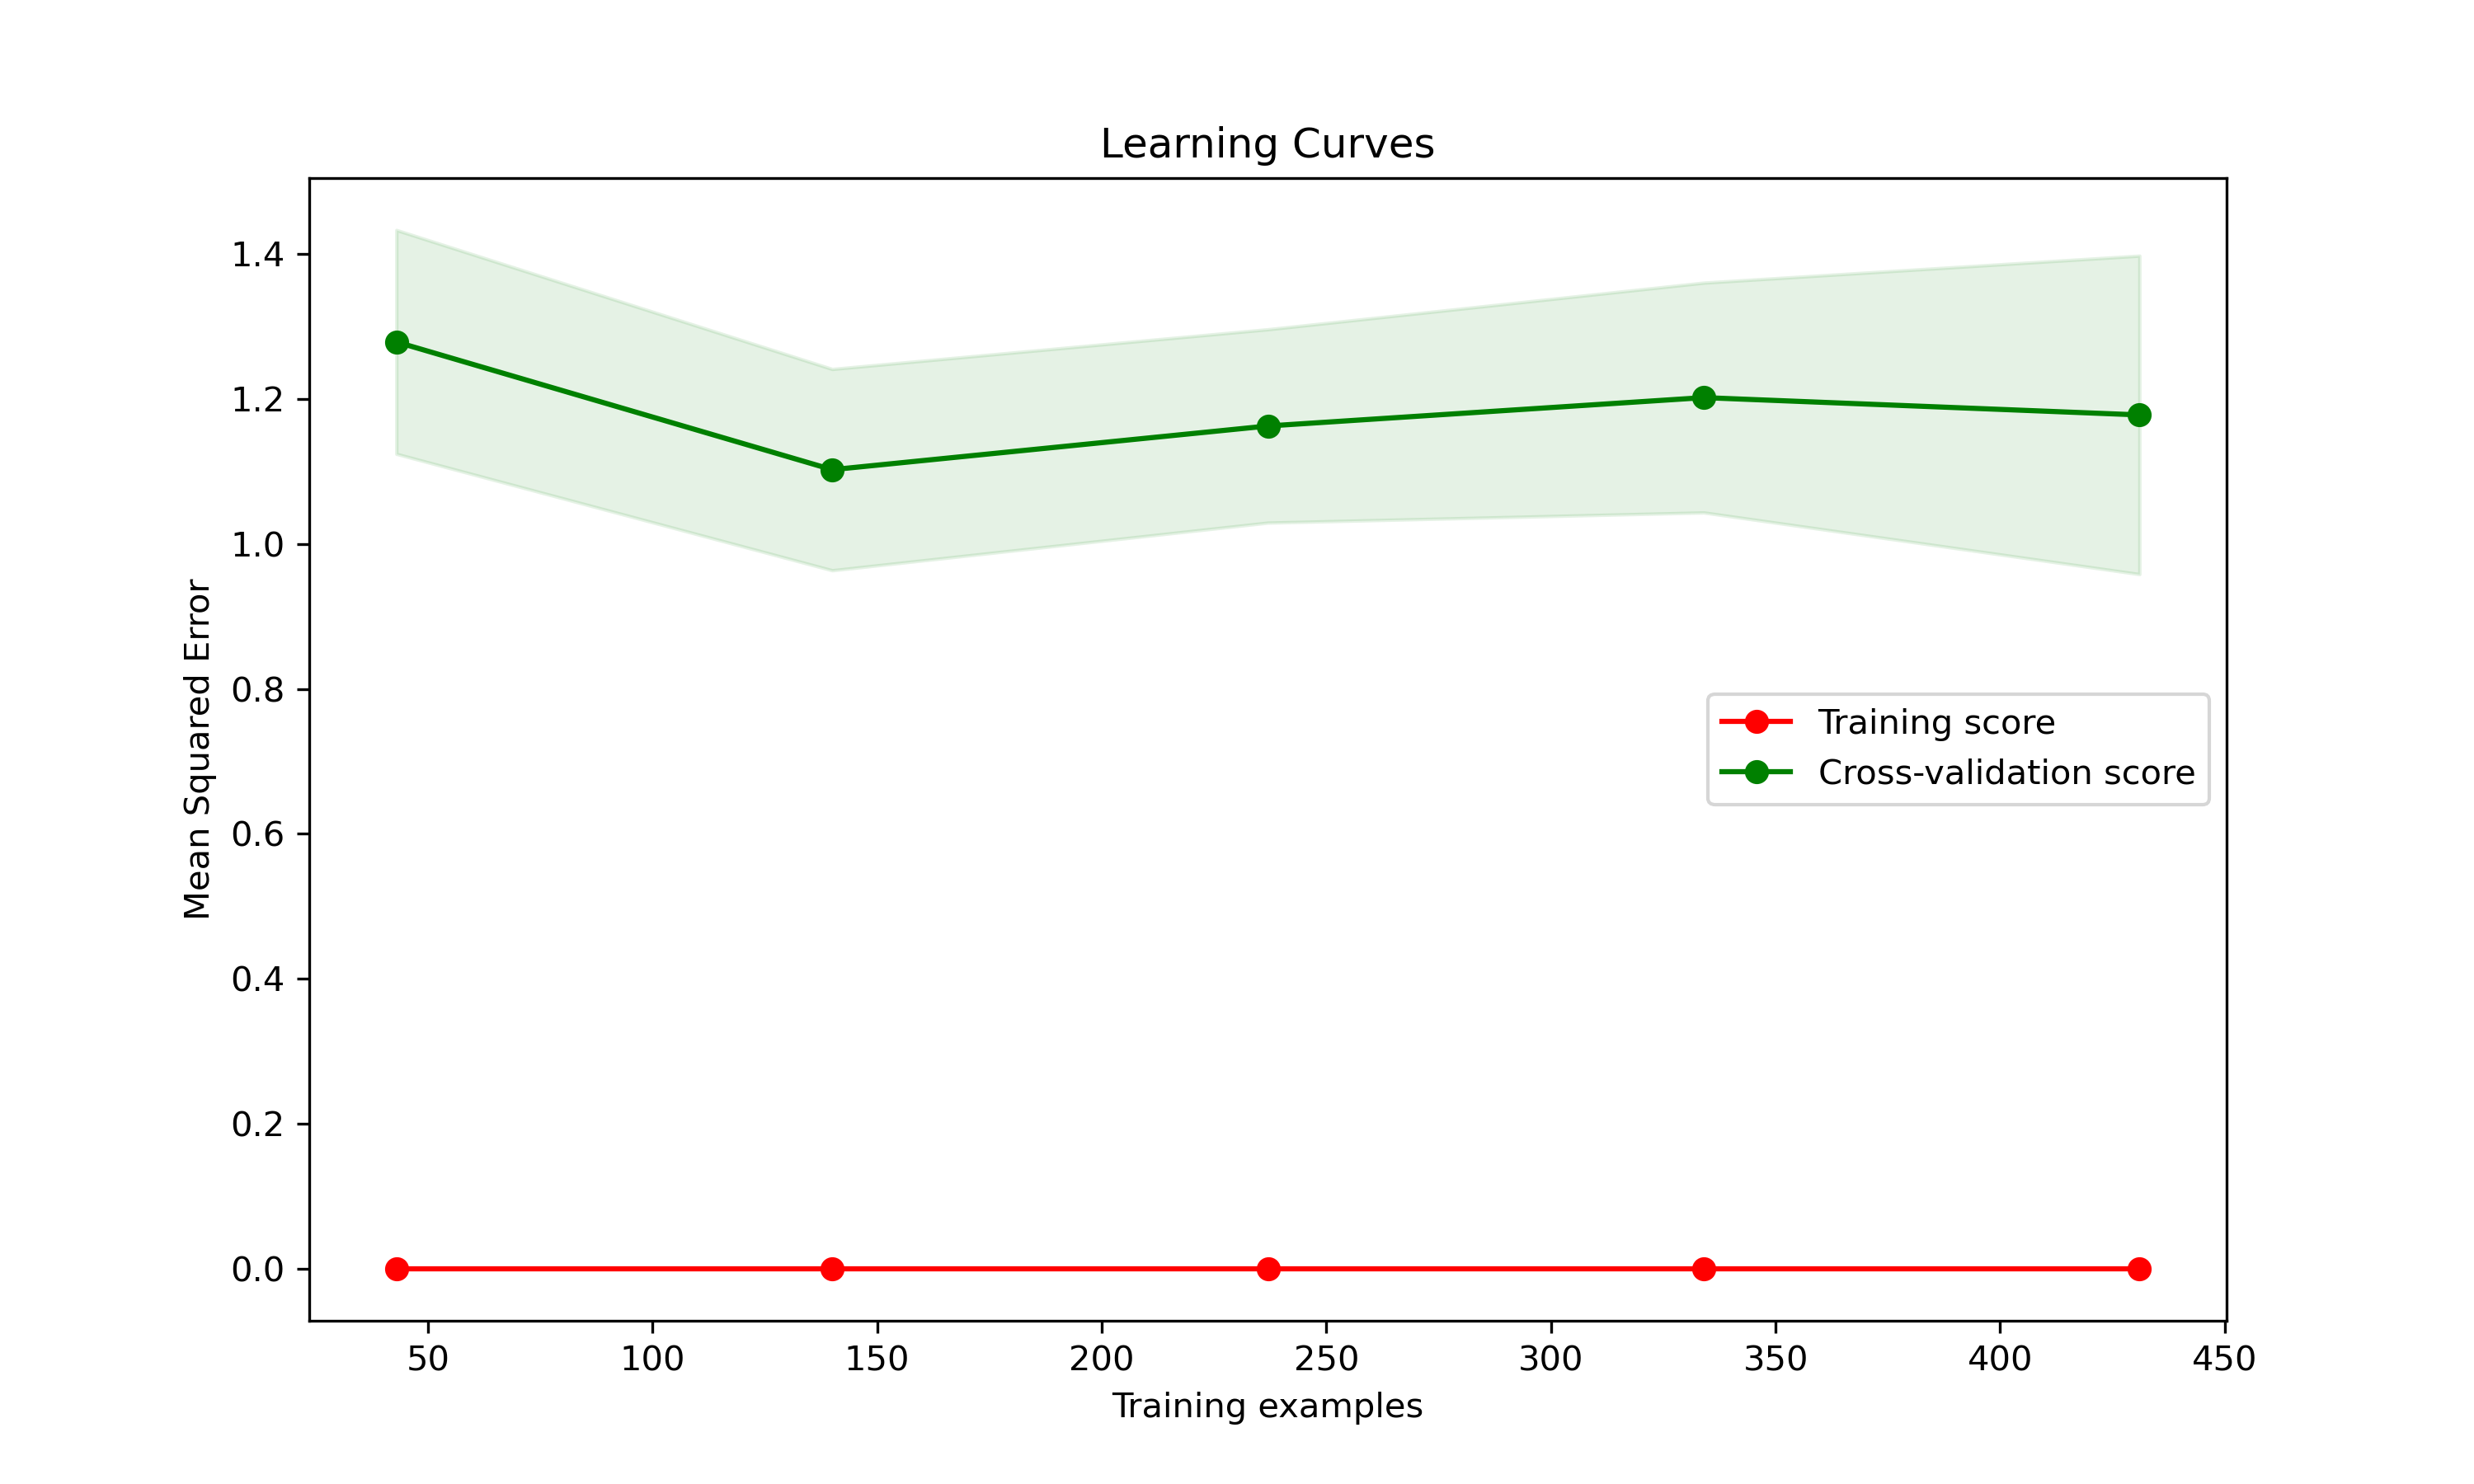 Learning Curves
1.4
1.2
1.0
0.8
0.6
0.4
0.2
0.0
Mean Squared Error
Training score
Cross-validation score
50 100 150 200 250 300 350 400 450
Training examples